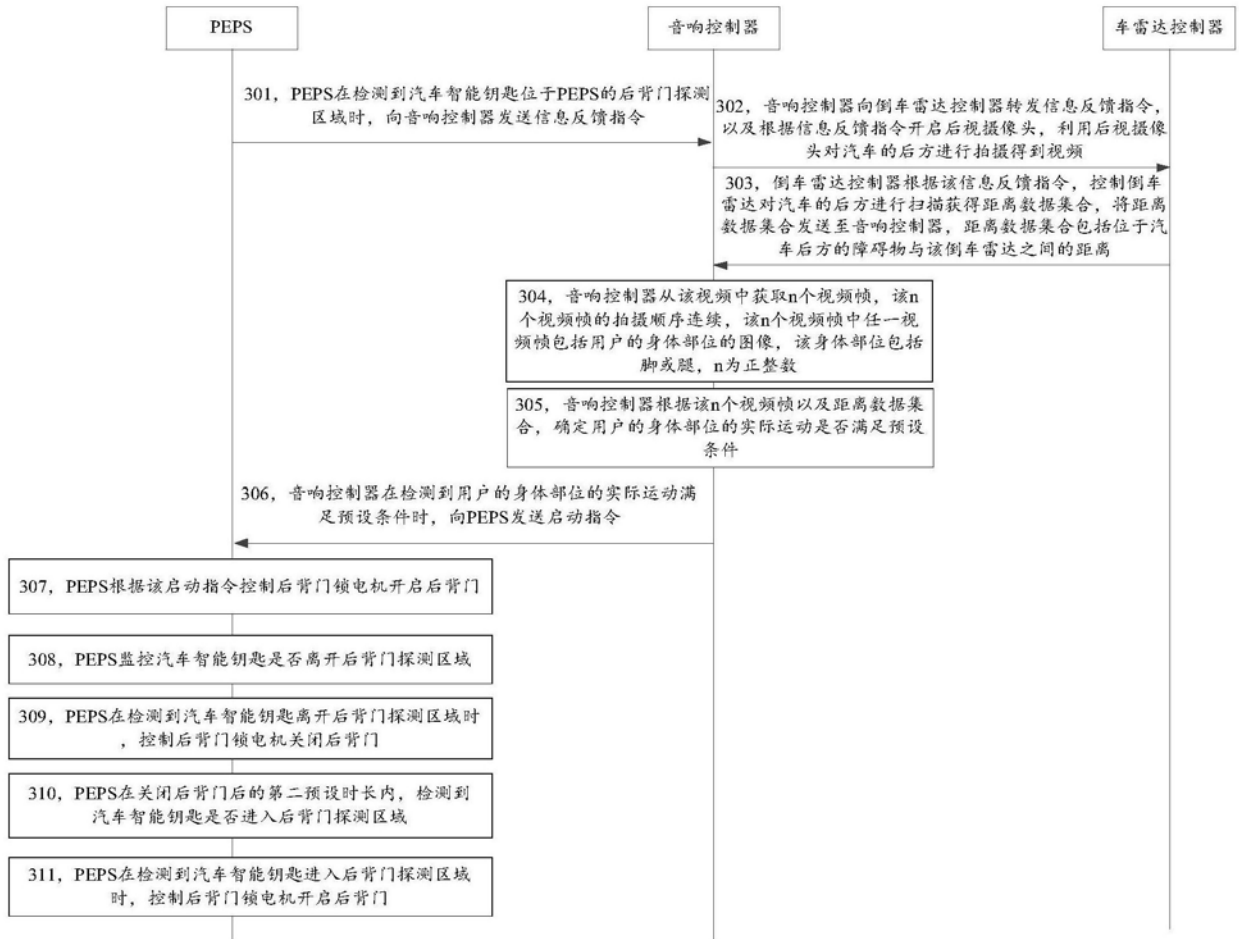 PEPS
音响控制器
车雷达控制器
301，PEPS在检测到汽车智能钥匙位于PEPS的后背门探测
区域时，向音响控制器发送信息反馈指令
302，音响控制器向倒车雷达控制器转发信息反馈指令，
以及根据信息反馈指令开启后视摄像头，利用后视摄像
头对汽车的后方进行拍摄得到视频
303，倒车雷达控制器根据该信息反馈指令，控制倒车
雷达对汽车的后方进行扫描获得距离数据集合，将距离
数据集合发送至音响控制器，距离数据集合包括位于汽
车后方的障碍物与该倒车雷达之间的距离
304，音响控制器从该视频中获取n个视频帧，该n
个视频帧的拍摄顺序连续，该n个视频帧中任一视
频帧包括用户的身体部位的图像，该身体部位包括
脚或腿，n为正整数
305，音响控制器根据该n个视频帧以及距离数据集
合，确定用户的身体部位的实际运动是否满足预设
条件
306，音响控制器在检测到用户的身体部位的实际运动满
足预设条件时，向PEPS发送启动指令
307，PEPS根据该启动指令控制后背门锁电机开启后背门
308，PEPS监控汽车智能钥匙是否离开后背门探测区域
309，PEPS在检测到汽车智能钥匙离开后背门探测区域时
，控制后背门锁电机关闭后背门
310，PEPS在关闭后背门后的第二预设时长内，检测到
汽车智能钥匙是否进入后背门探测区域
311，PEPS在检测到汽车智能钥匙进入后背门探测区域
时，控制后背门锁电机开启后背门